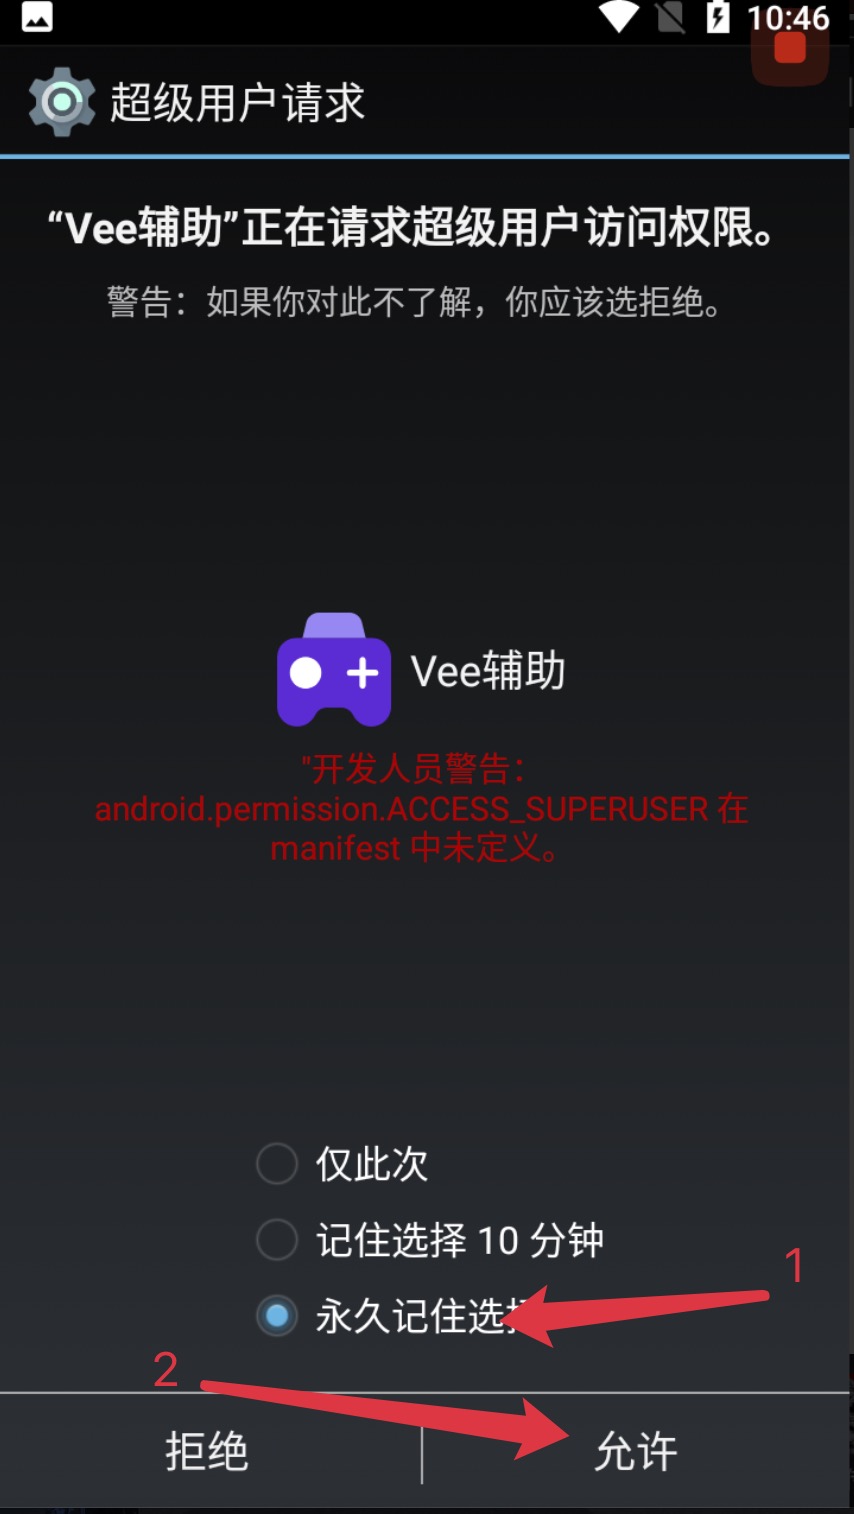 10:46
超级用户请求
“Vee辅助”正在请求超级用户访问权限。
警告：如果你对此不了解，你应该选拒绝。
Vee辅助
"开发人员警告：
android.permission.ACCESS_SUPERUSER 在
manifest 中未定义。
仅此次
记住选择 10 分钟
1
永久记住选
2
拒绝
允许